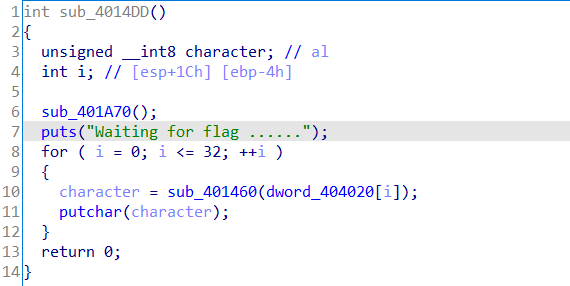 1 int sub_4014DD()
2 {
3 unsigned __int8 character; // al
4 int i; // [esp+1Ch] [ebp-4h]
5
6 sub_401A70();
7 puts("Waiting for flag ......");
8 for ( i = 0; i <= 32; ++i )
9 {
10 character = sub_401460(dword_404020[i]);
11 putchar(character);
12 }
13 return 0;
14 }